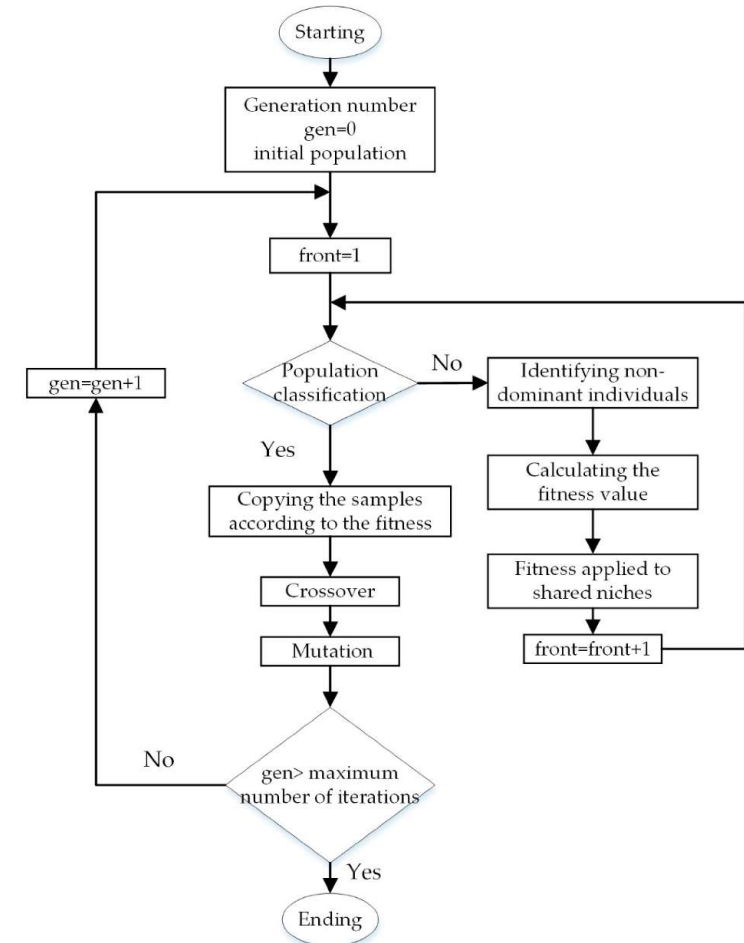 Starting
Generation number
gen=0
initial population
front=1
Population
classification
No
Identifying non-
dominant individuals
gen=gen+1
Yes
Calculating the
fitness value
Copying the samples
according to the fitness
Fitness applied to
shared niches
Crossover
front=front+1
Mutation
No
gen> maximum
number of iterations
Yes
Ending